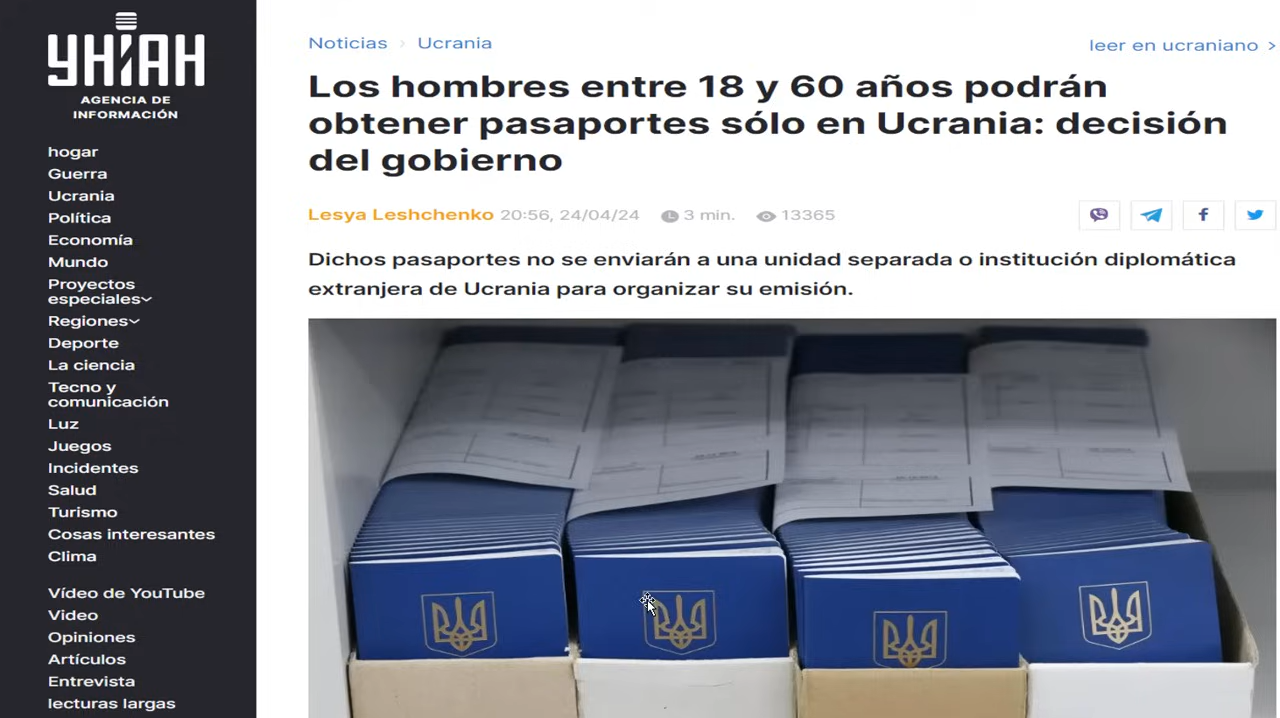 УНІАН
AGENCIA DE
INFORMACIÓN
hogar
Guerra
Ucrania
Política
Economía
Mundo
Proyectos
especiales
Regiones
Deporte
La ciencia
Tecno y
comunicación
Luz
Juegos
Incidentes
Salud
Turismo
Cosas interesantes
Clima
Vídeo de YouTube
Video
Opiniones
Artículos
Entrevista
lecturas largas
Noticias › Ucrania
leer en ucraniano >
Los hombres entre 18 y 60 años podrán
obtener pasaportes sólo en Ucrania: decisión
del gobierno
Lesya Leshchenko 20:56, 24/04/24 3 min. 13365
Dichos pasaportes no se enviarán a una unidad separada o institución diplomática
extranjera de Ucrania para organizar su emisión.